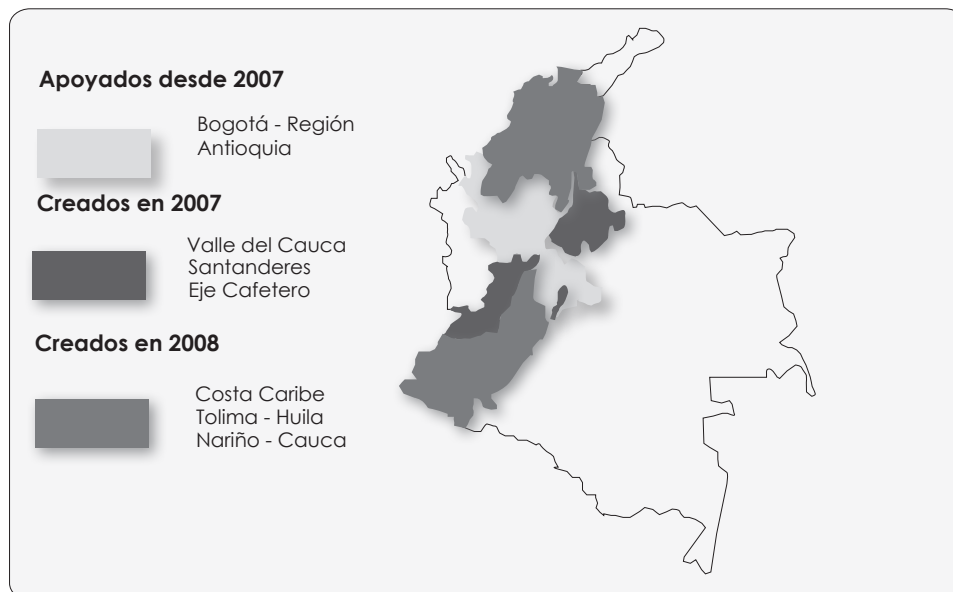 Apoyados desde 2007
Bogotá - Región
Antioquia
Creados en 2007
Valle del Cauca
Santanderes
Eje Cafetero
Creados en 2008
Costa Caribe
Tolima - Huila
Nariño - Cauca